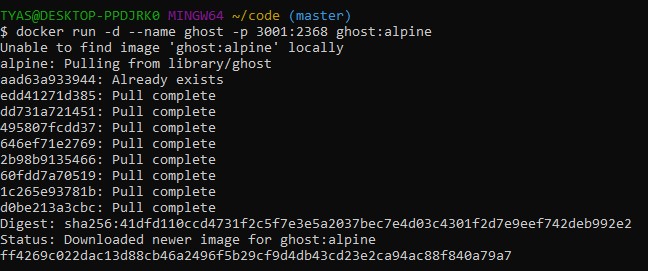 TYAS@DESKTOP-PPDJRK0 MINGW64 ~/code (master)
$ docker run -d --name ghost -p 3001:2368 ghost:alpine
Unable to find image 'ghost:alpine' locally
alpine: Pulling from library/ghost
aad63a933944: Already exists
edd41271d385: Pull complete
dd731a721451: Pull complete
495807fcdd37: Pull complete
646ef71e2769: Pull complete
2b98b9135466: Pull complete
60fdd7a70519: Pull complete
1c265e93781b: Pull complete
d0be213a3cbc: Pull complete
Digest: sha256:41dfd110ccd4731f2c5f7e3e5a2037bec7e4d03c4301f2d7e9eef742deb992e2
Status: Downloaded newer image for ghost:alpine
ff4269c022dac13d88cb46a2496f5b29cf9d4db43cd23e2ca94ac88f840a79a7